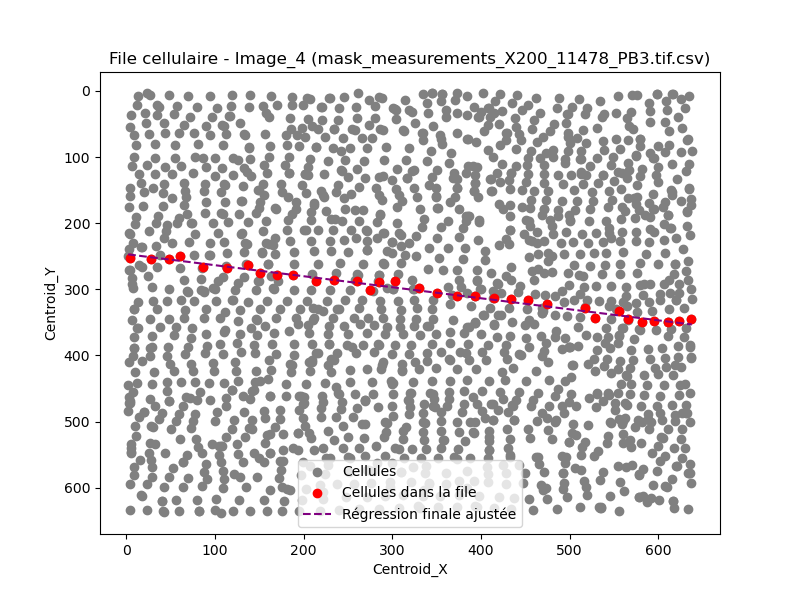 File cellulaire - Image_4 (mask_measurements_X200_11478_PB3.tif.csv)
0
100
200
300
400
500
600
Centroid_Y
Cellules
Cellules dans la file
Régression finale ajustée
0 100 200 300 400 500 600
Centroid_X